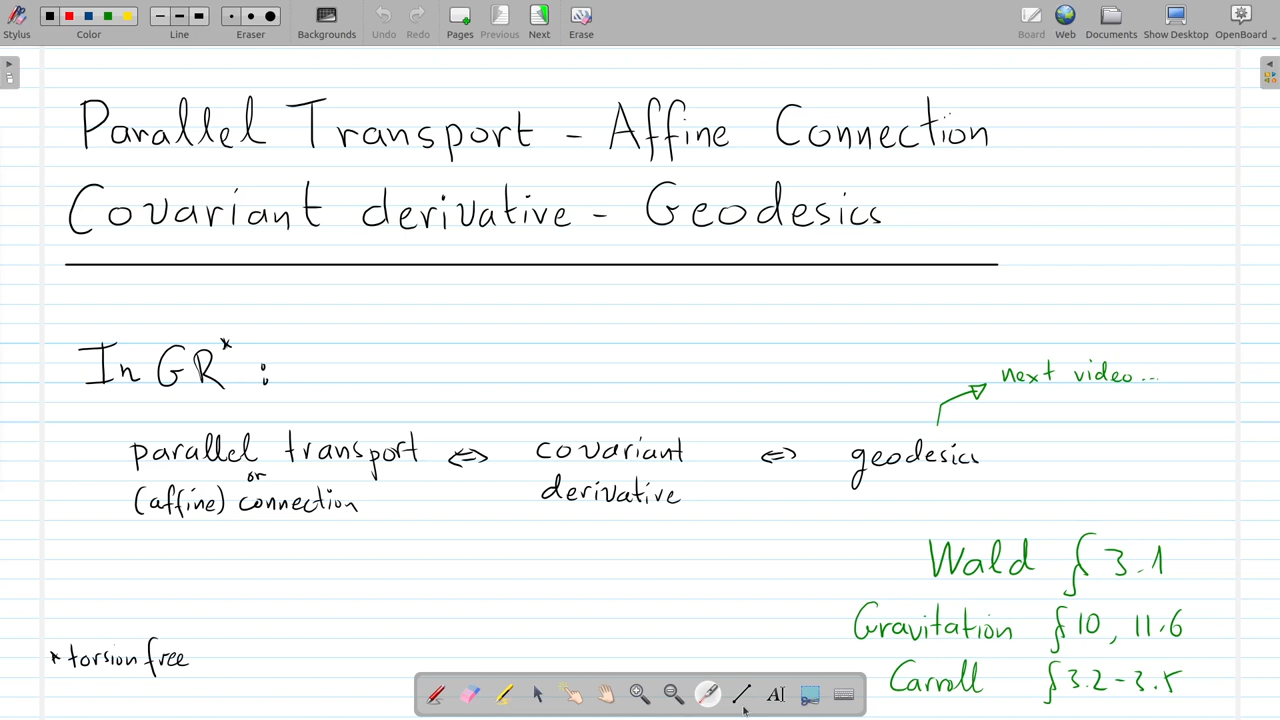 Stylus Color Line Eraser Backgrounds Undo Redo Pages Previous Next Erase Board Web Documents Show Desktop OpenBoard
Parallel Transport - Affine Connection
Covariant derivative - Geodesics
In GR* :
next video...
parallel transport ⇔ covariant ⇔ geodesics
or
(affine) connection derivative
Wald § 3.1
Gravitation § 10, 11.6
* torsion free
Carroll § 3.2 - 3.5
AI